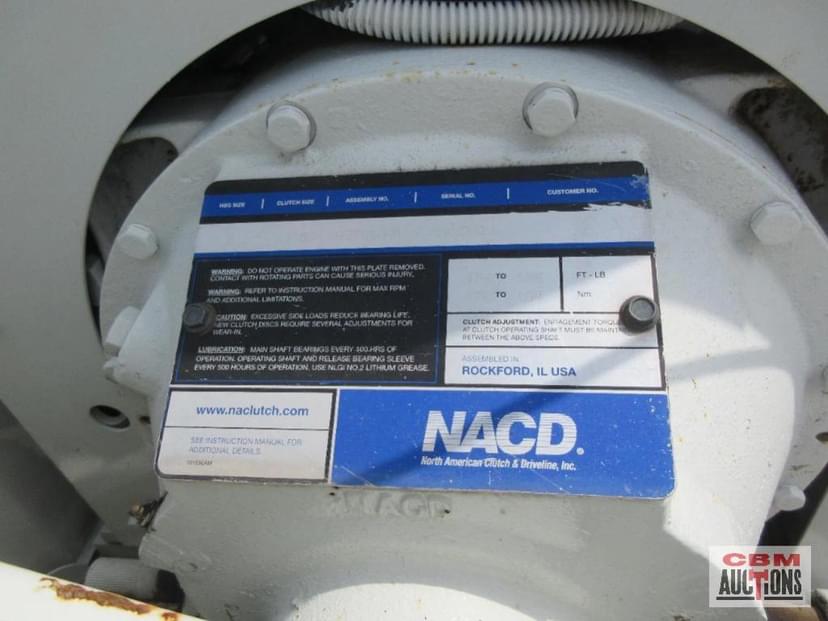 HSG SIZE CLUTCH SIZE ASSEMBLY NO. SERIAL NO. CUSTOMER NO.
WARNING: DO NOT OPERATE ENGINE WITH THIS PLATE REMOVED.
CONTACT WITH ROTATING PARTS CAN CAUSE SERIOUS INJURY.
WARNING: REFER TO INSTRUCTION MANUAL FOR MAX RPM
AND ADDITIONAL LIMITATIONS.
CAUTION: EXCESSIVE SIDE LOADS REDUCE BEARING LIFE.
NEW CLUTCH DISCS REQUIRE SEVERAL ADJUSTMENTS FOR
WEAR-IN.
LUBRICATION: MAIN SHAFT BEARINGS EVERY 500 HRS OF
OPERATION. OPERATING SHAFT AND RELEASE BEARING SLEEVE
EVERY 500 HOURS OF OPERATION. USE NLGI NO.2 LITHIUM GREASE.
TO FT - LB
TO Nm
CLUTCH ADJUSTMENT: ENGAGEMENT TORQUE
AT CLUTCH OPERATING SHAFT MUST BE MAINT
BETWEEN THE ABOVE SPECS.
ASSEMBLED IN
ROCKFORD, IL USA
www.naclutch.com
SEE INSTRUCTION MANUAL FOR
ADDITIONAL DETAILS.
NACD.
North American Clutch & Driveline, Inc.
CBM
AUCTIONS